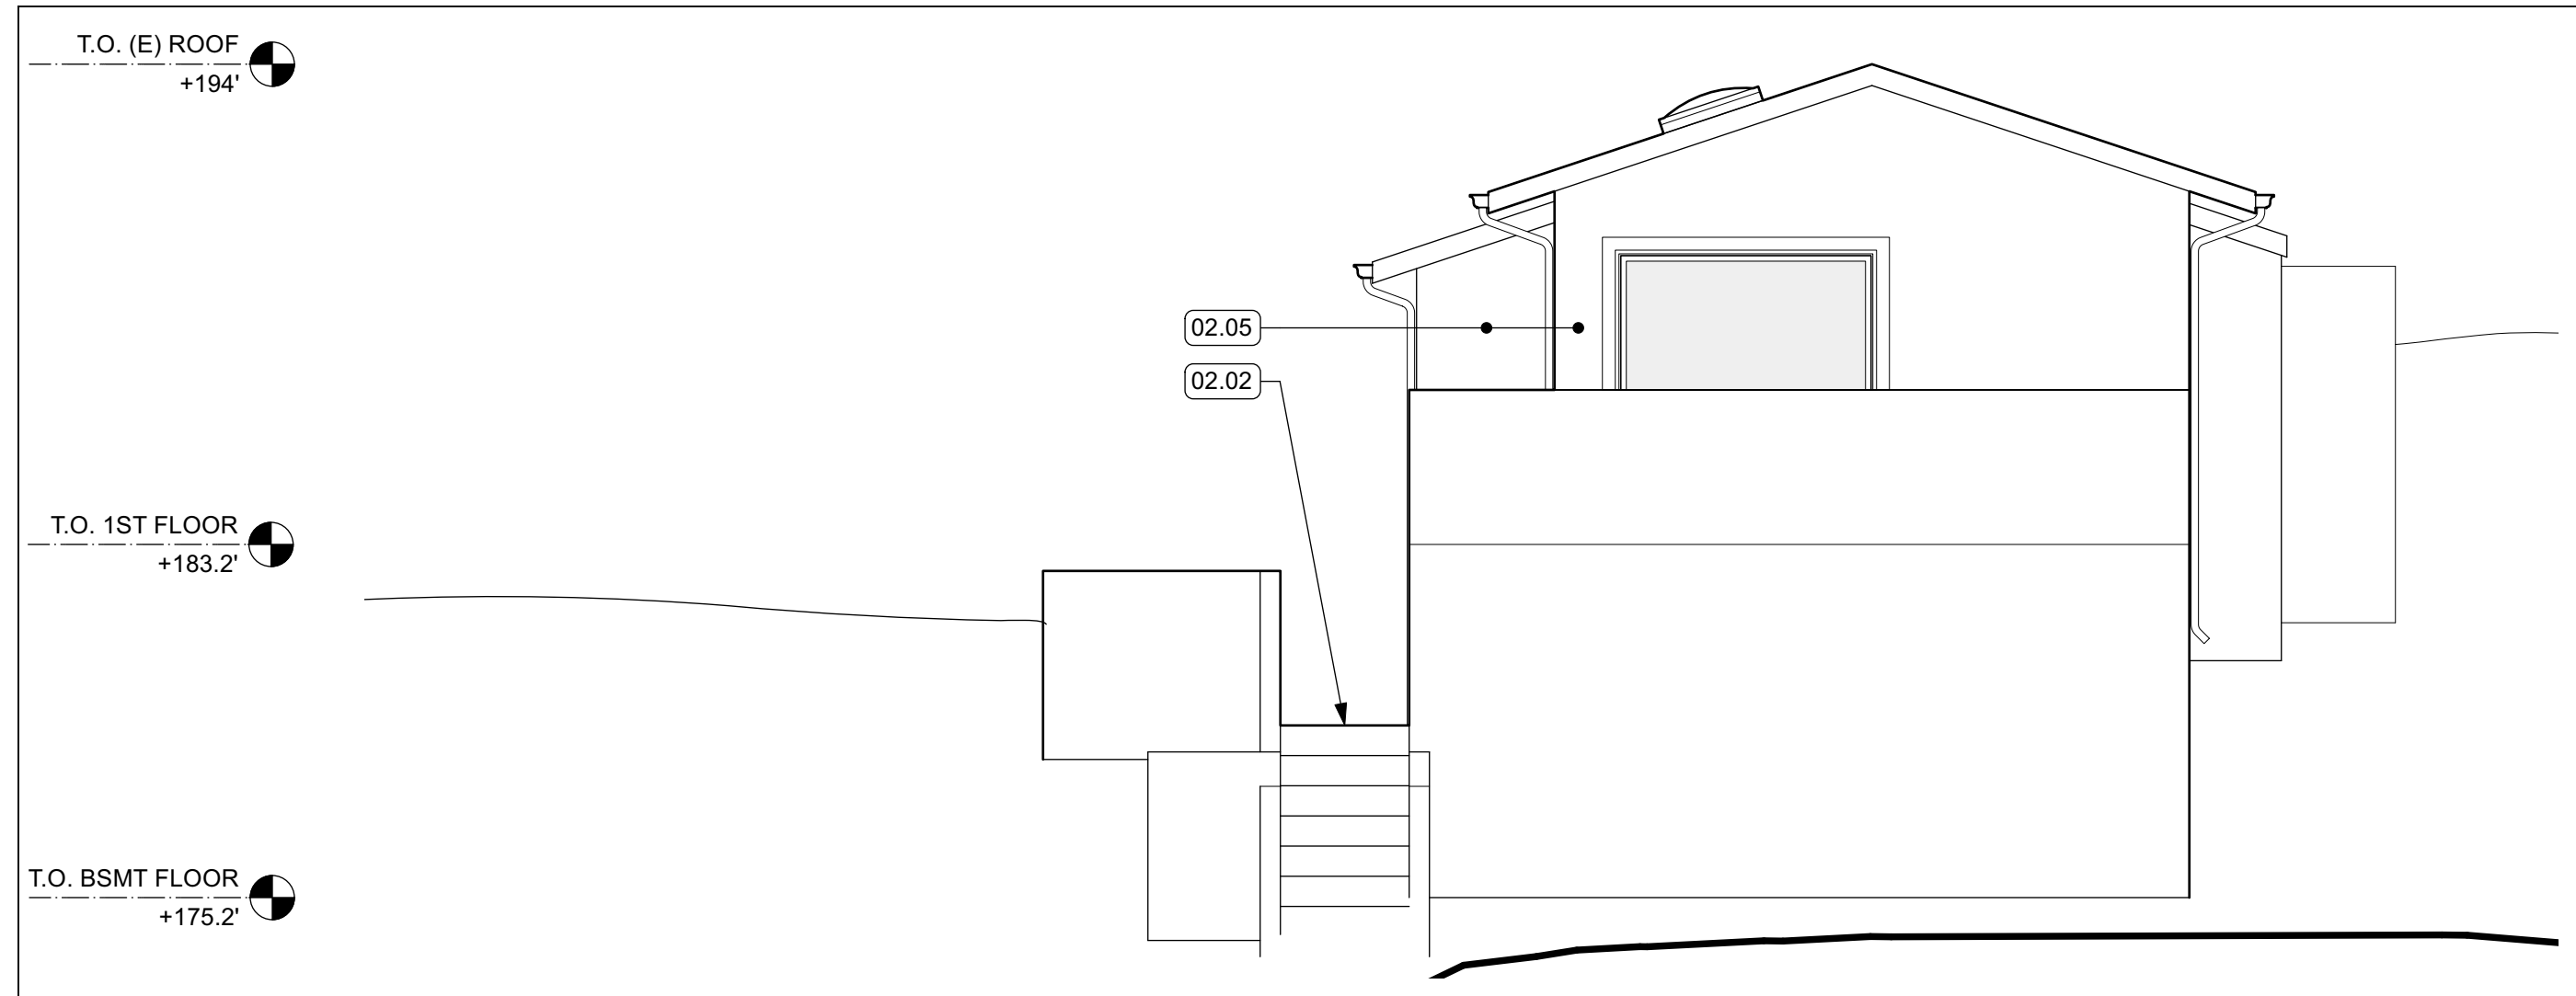 T.O. (E) ROOF
+194'
02.05
02.02
T.O. 1ST FLOOR
+183.2'
T.O. BSMT FLOOR
+175.2'